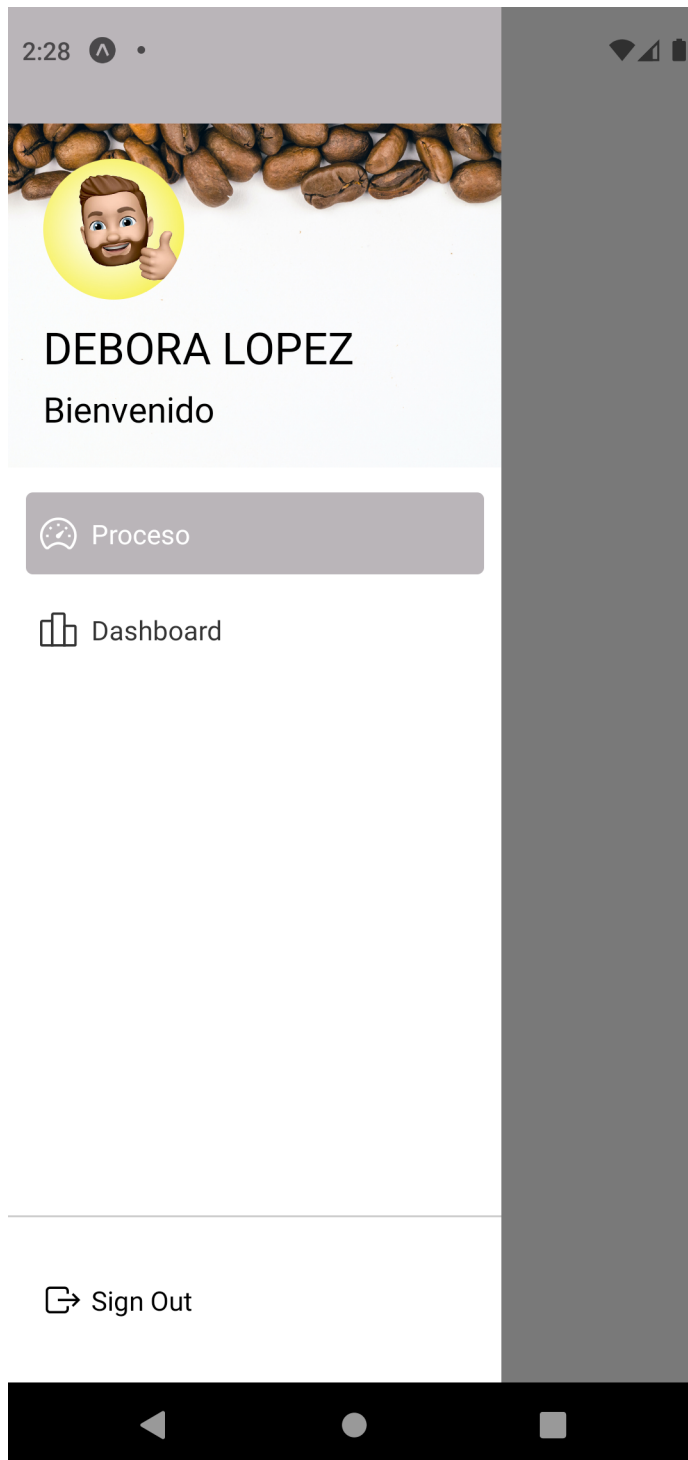 2:28
DEBORA LOPEZ
Bienvenido
Proceso
Dashboard
Sign Out